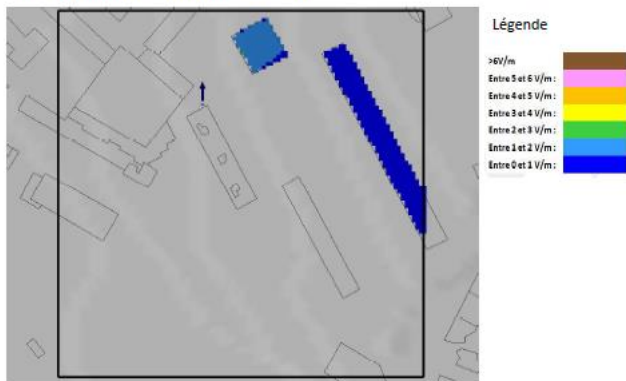 Légende
>6V/m
Entre 5 et 6 V/m :
Entre 4 et 5 V/m :
Entre 3 et 4 V/m :
Entre 2 et 3 V/m :
Entre 1 et 2 V/m :
Entre 0 et 1 V/m :